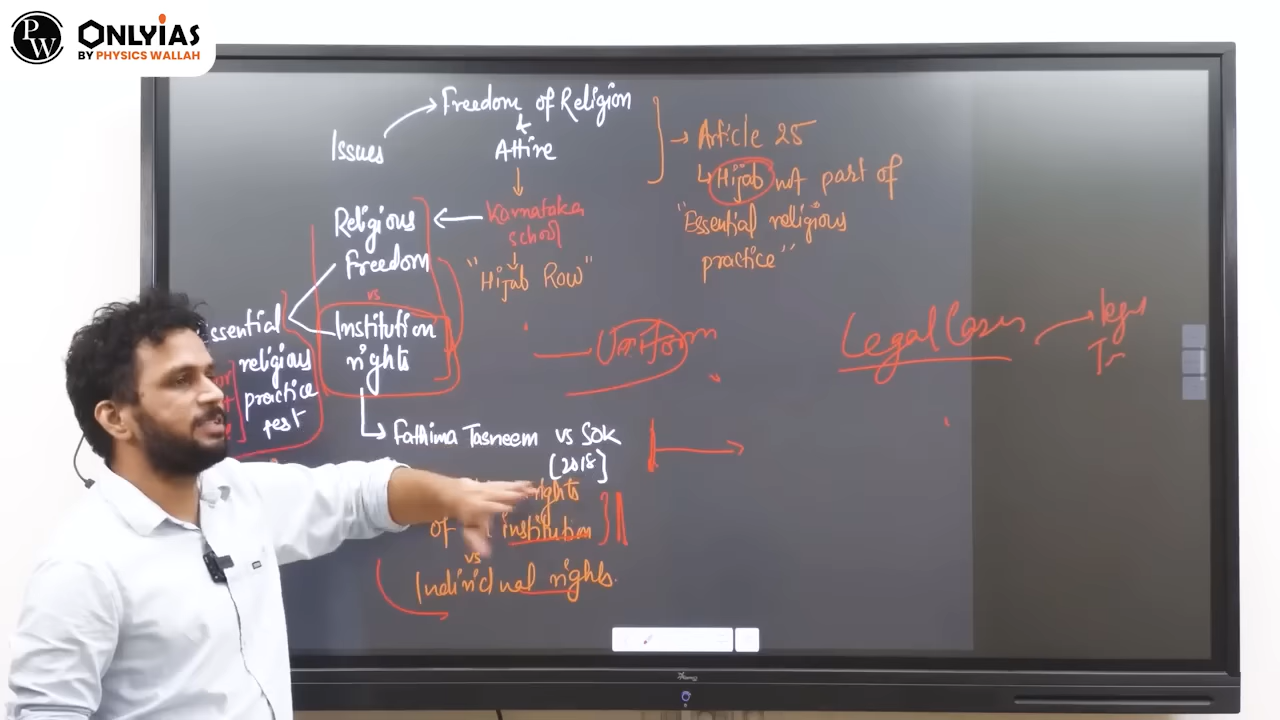 PW
ONLYIAS
BY PHYSICS WALLAH
Freedom of Religion
&
Attire
Issues
Article 25
Hijab not part of
"Essential religious
practice"
Karnataka
school
"Hijab Row"
Religious
Freedom
vs
Institution
rights
Essential
religious
practice
test
Uniform
Legal Cases
Fathima Tasneem vs SOK
[2018]
rights
of institution
vs
Individual rights.